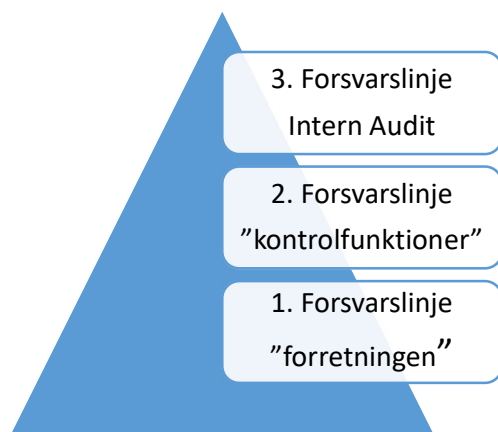 3. Forsvarslinje
Intern Audit
2. Forsvarslinje
”kontrolfunktioner”
1. Forsvarslinje
”forretningen”